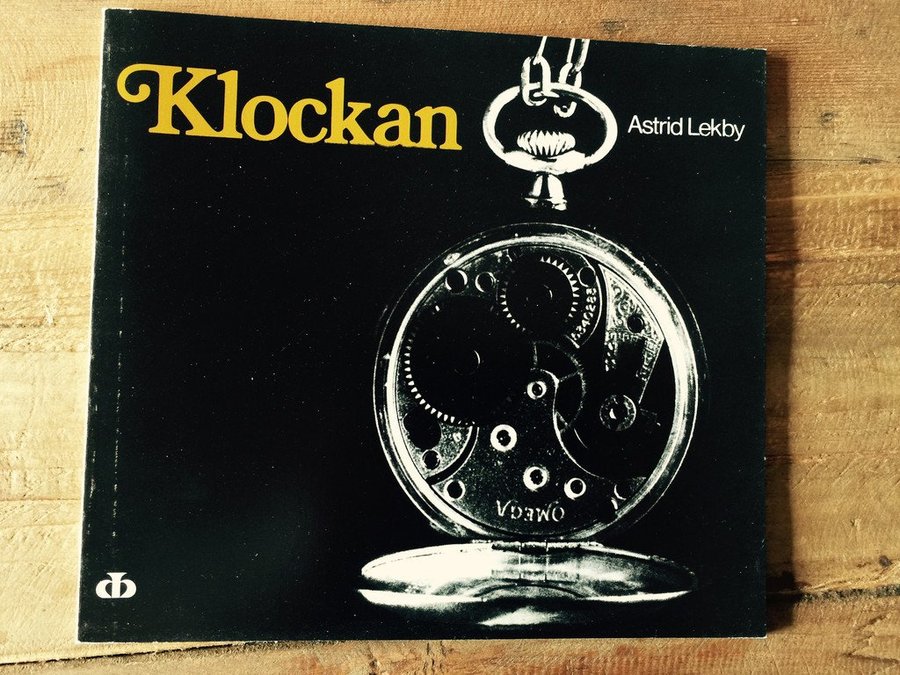 Klockan
Astrid Lekby
OMEGA